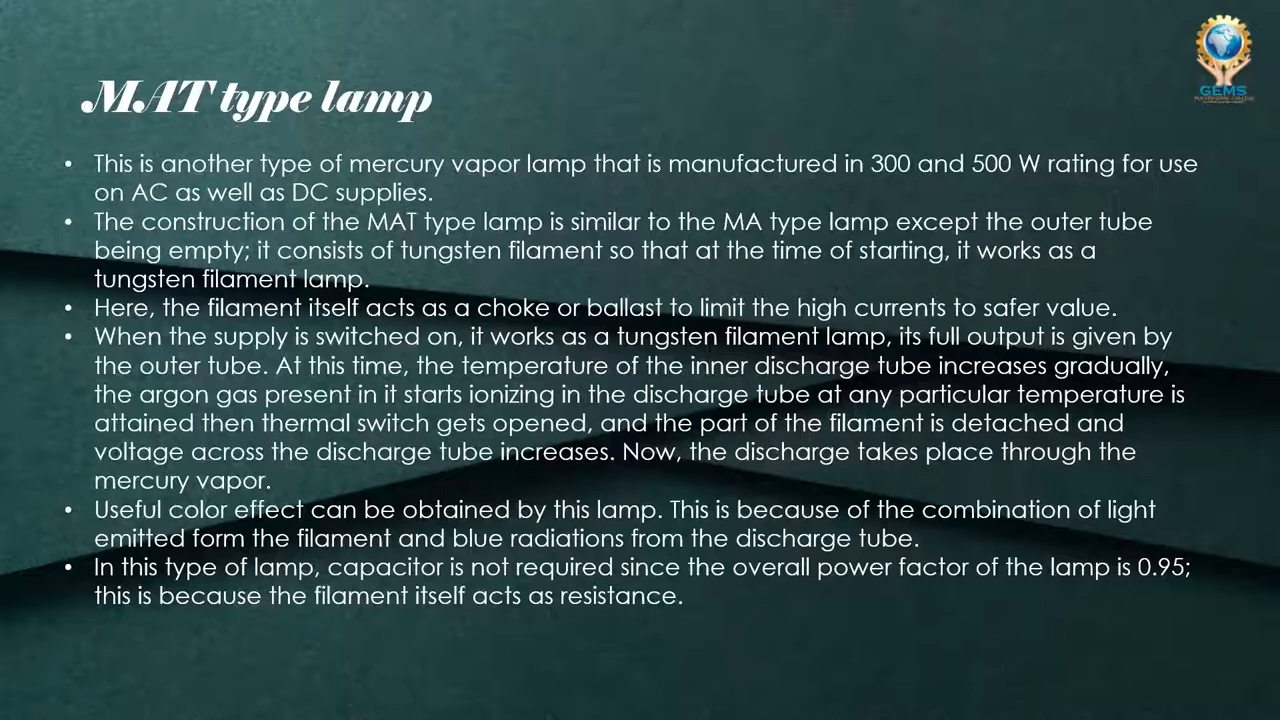 GEMS
MAT type lamp
• This is another type of mercury vapor lamp that is manufactured in 300 and 500 W rating for use
on AC as well as DC supplies.
• The construction of the MAT type lamp is similar to the MA type lamp except the outer tube
being empty; it consists of tungsten filament so that at the time of starting, it works as a
tungsten filament lamp.
• Here, the filament itself acts as a choke or ballast to limit the high currents to safer value.
• When the supply is switched on, it works as a tungsten filament lamp, its full output is given by
the outer tube. At this time, the temperature of the inner discharge tube increases gradually,
the argon gas present in it starts ionizing in the discharge tube at any particular temperature is
attained then thermal switch gets opened, and the part of the filament is detached and
voltage across the discharge tube increases. Now, the discharge takes place through the
mercury vapor.
• Useful color effect can be obtained by this lamp. This is because of the combination of light
emitted form the filament and blue radiations from the discharge tube.
• In this type of lamp, capacitor is not required since the overall power factor of the lamp is 0.95;
this is because the filament itself acts as resistance.